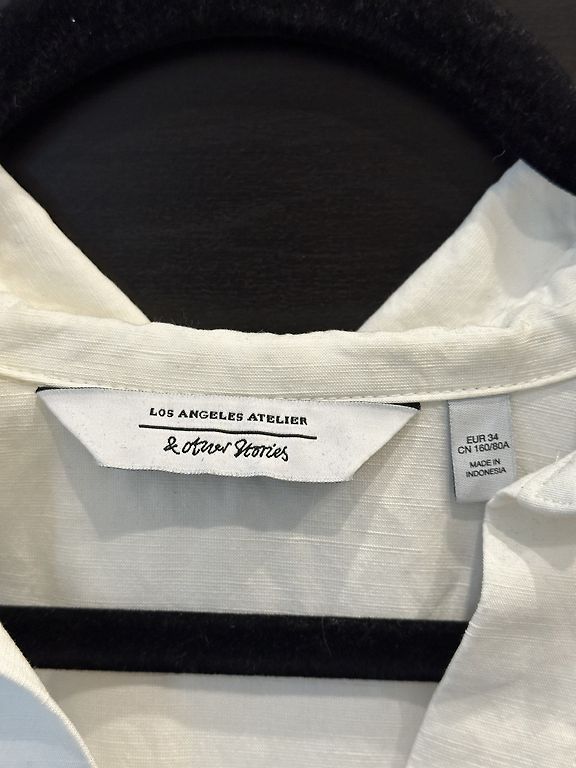 LOS ANGELES ATELIER
& other Stories
EUR 34
CN 160/80A
MADE IN
INDONESIA